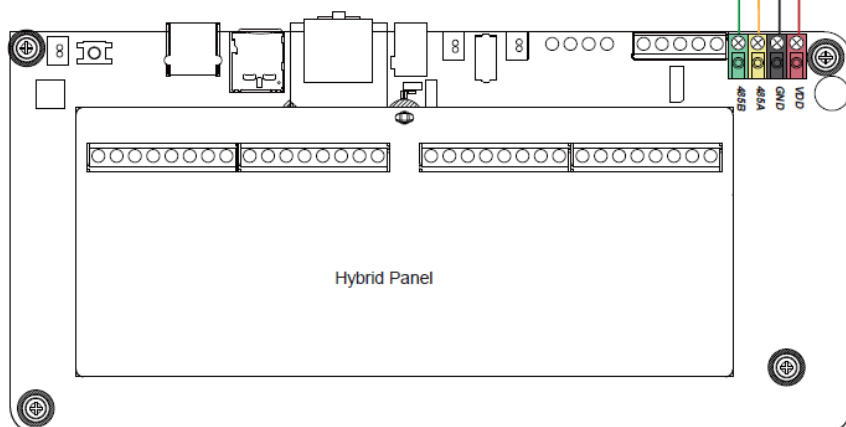 485B
485A
GND
VDD
Hybrid Panel